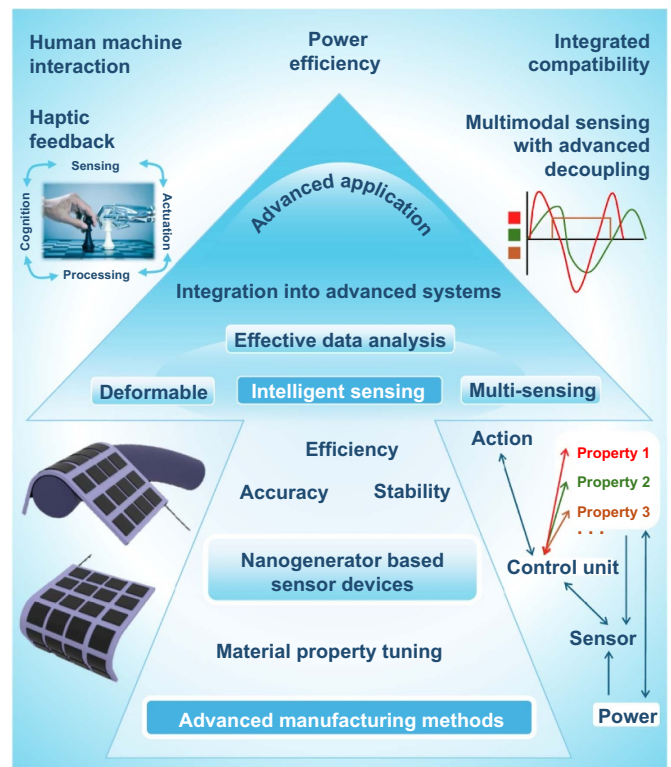 Human machine
interaction
Power
efficiency
Integrated
compatibility
Haptic
feedback
Sensing
Cognition
Actuation
Processing
Multimodal sensing
with advanced
decoupling
Advanced application
Integration into advanced systems
Effective data analysis
Deformable
Intelligent sensing
Multi-sensing
Efficiency
Accuracy
Stability
Nanogenerator based
sensor devices
Material property tuning
Advanced manufacturing methods
Action
Property 1
Property 2
Property 3
...
Control unit
Sensor
Power